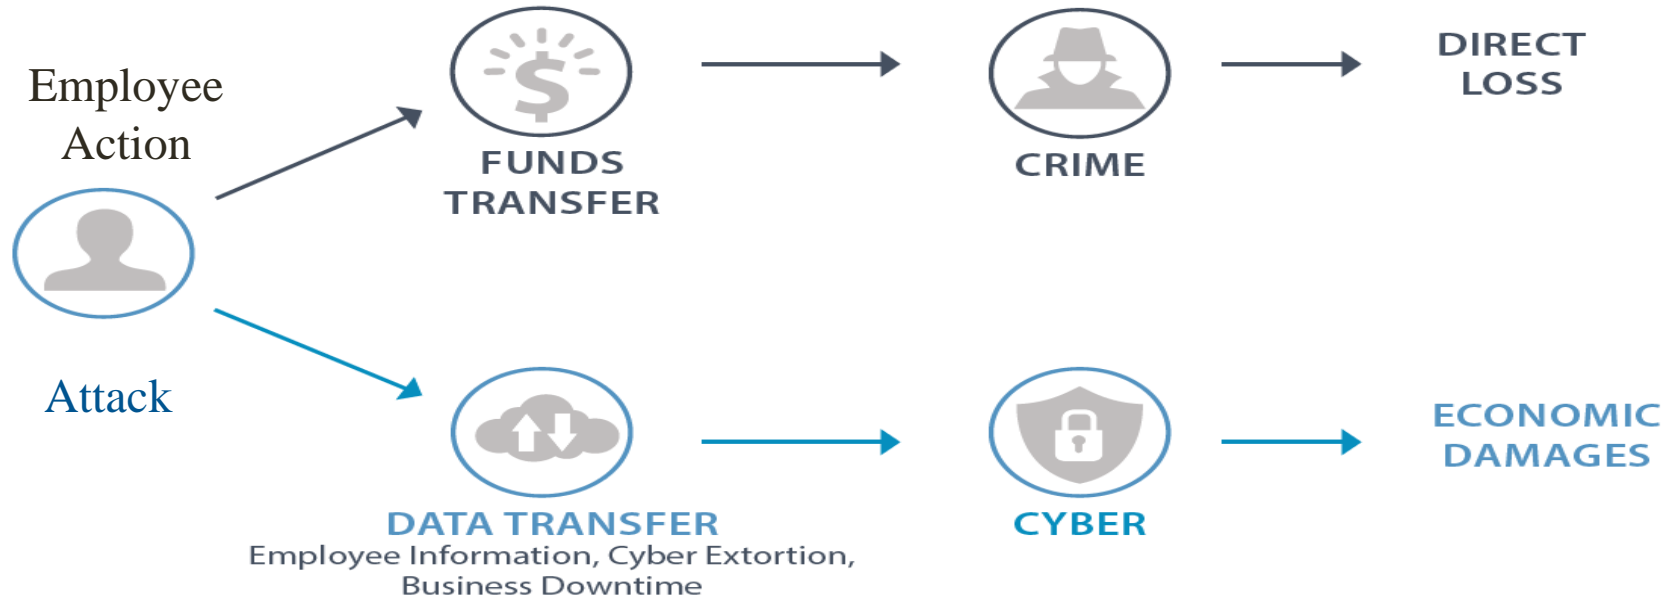 Employee
Action
FUNDS
TRANSFER
CRIME
DIRECT
LOSS
Attack
DATA TRANSFER
Employee Information, Cyber Extortion,
Business Downtime
CYBER
ECONOMIC
DAMAGES